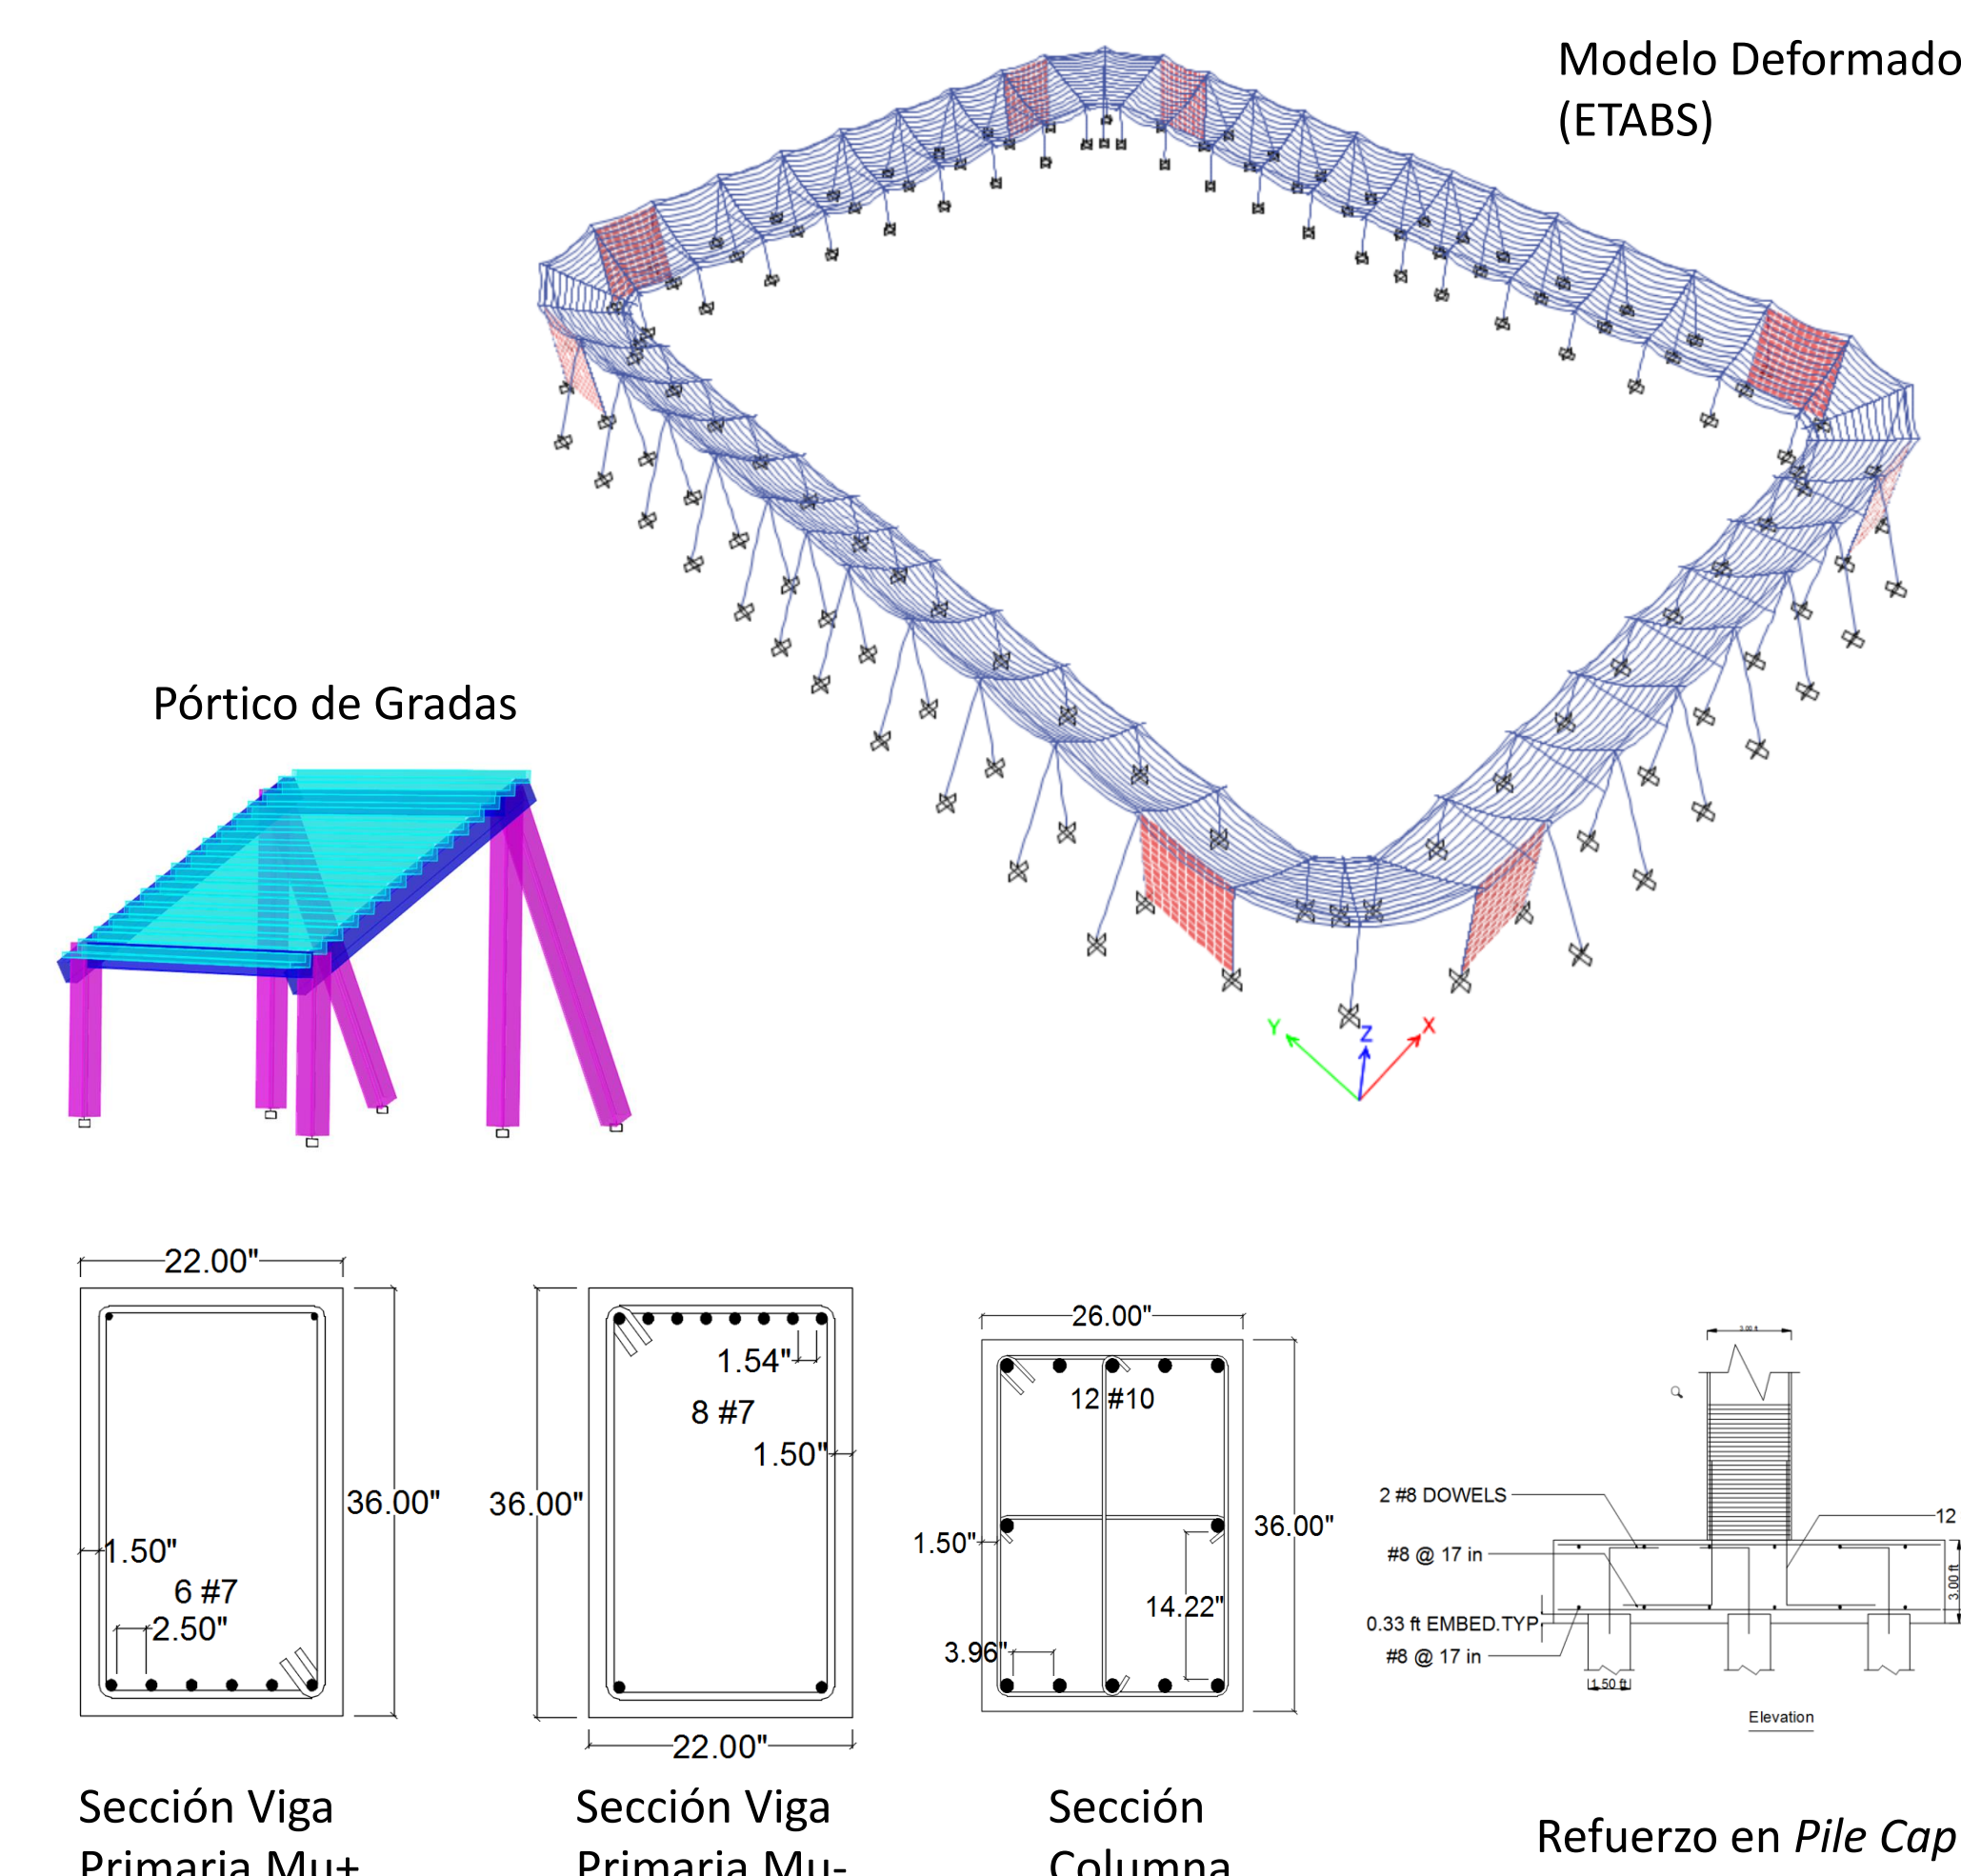 Modelo Deformado
(ETABS)
Pórtico de Gradas
Y
Z
X
22.00"
36.00"
1.50"
6 #7
2.50"
Sección Viga
Primaria Mu+
36.00"
1.54"
8 #7
1.50"
22.00"
Sección Viga
Primaria Mu-
26.00"
12 #10
1.50"
36.00"
14.22"
3.96"
Sección
Columna
3.00 ft
2 #8 DOWELS
12
#8 @ 17 in
3.00 ft
0.33 ft EMBED.TYP
#8 @ 17 in
1.50 ft
Elevation
Refuerzo en Pile Cap